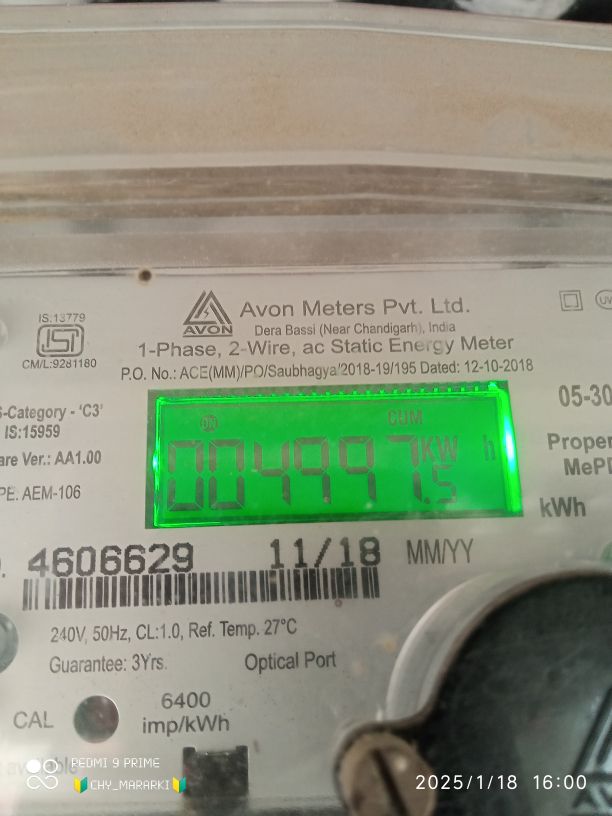 IS:13779
CM/L:9281180
AVON
Avon Meters Pvt. Ltd.
Dera Bassi (Near Chandigarh), India
1-Phase, 2-Wire, ac Static Energy Meter
P.O. No.: ACE(MM)/PO/Saubhagya/2018-19/195 Dated: 12-10-2018
-Category - 'C3'
IS:15959
are Ver.: AA1.00
PE. AEM-106
05-30
Proper
MePD
ON
CUM
004997.5 KW h
kWh
4606629 11/18 MM/YY
240V, 50Hz, CL:1.0, Ref. Temp. 27°C
Guarantee: 3Yrs. Optical Port
CAL
6400
imp/kWh
REDMI 9 PRIME
CHY_MARARKI
2025/1/18 16:00